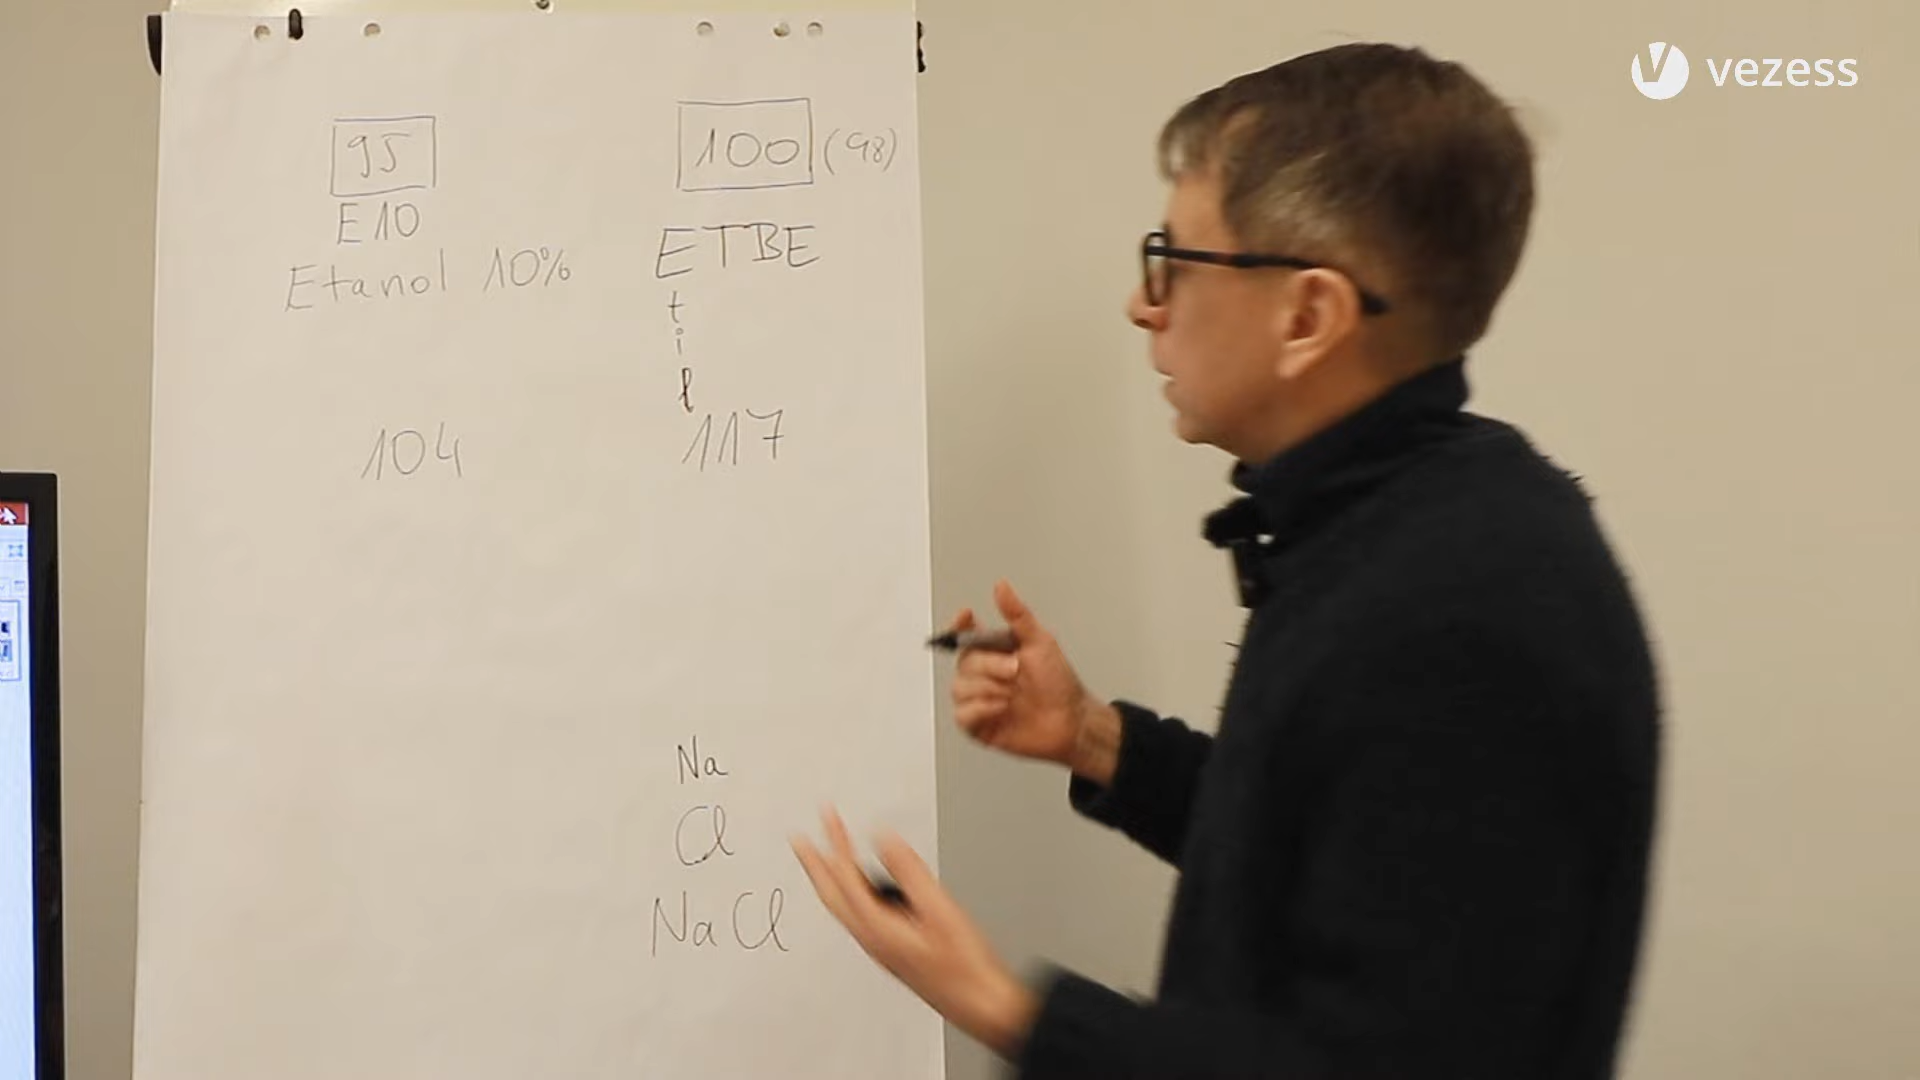 vezess
95
E10
Etanol 10%
104
100 (98)
ETBE
t
i
l
117
Na
Cl
NaCl